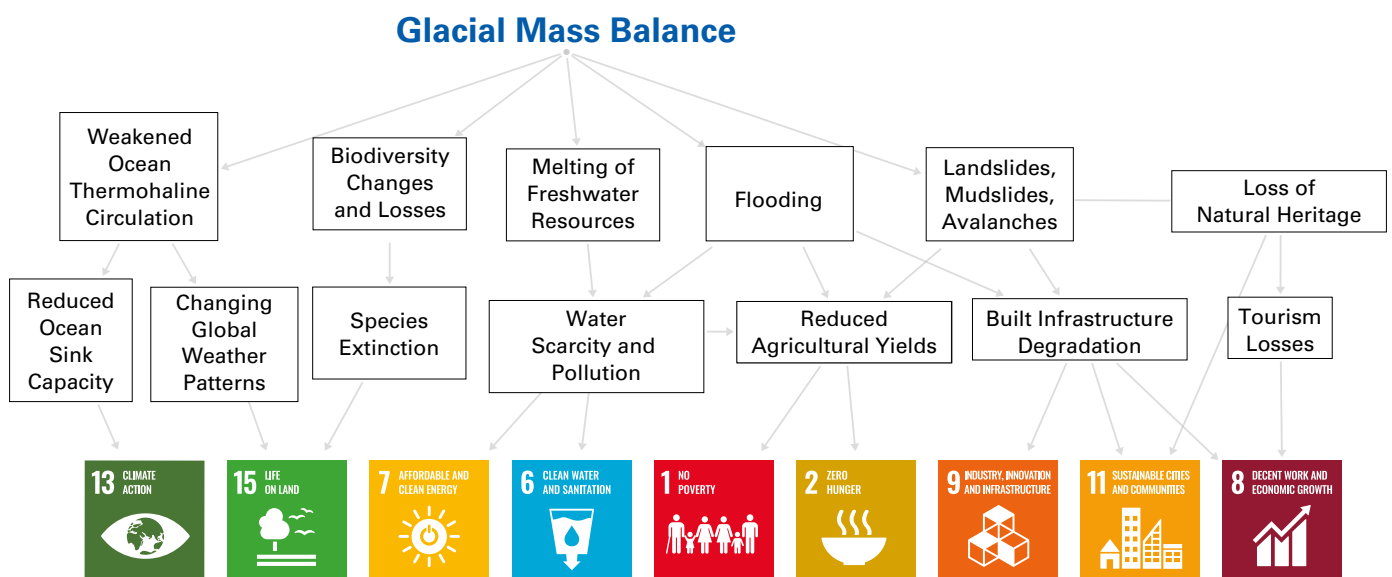 Glacial Mass Balance
Weakened
Ocean
Thermohaline
Circulation
Biodiversity
Changes
and Losses
Melting of
Freshwater
Resources
Flooding
Landslides,
Mudslides,
Avalanches
Loss of
Natural Heritage
Reduced
Ocean
Sink
Capacity
Changing
Global
Weather
Patterns
Species
Extinction
Water
Scarcity and
Pollution
Reduced
Agricultural Yields
Built Infrastructure
Degradation
Tourism
Losses
13 CLIMATE
ACTION
15 LIFE
ON LAND
7 AFFORDABLE AND
CLEAN ENERGY
6 CLEAN WATER
AND SANITATION
1 NO
POVERTY
2 ZERO
HUNGER
9 INDUSTRY, INNOVATION
AND INFRASTRUCTURE
11 SUSTAINABLE CITIES
AND COMMUNITIES
8 DECENT WORK AND
ECONOMIC GROWTH